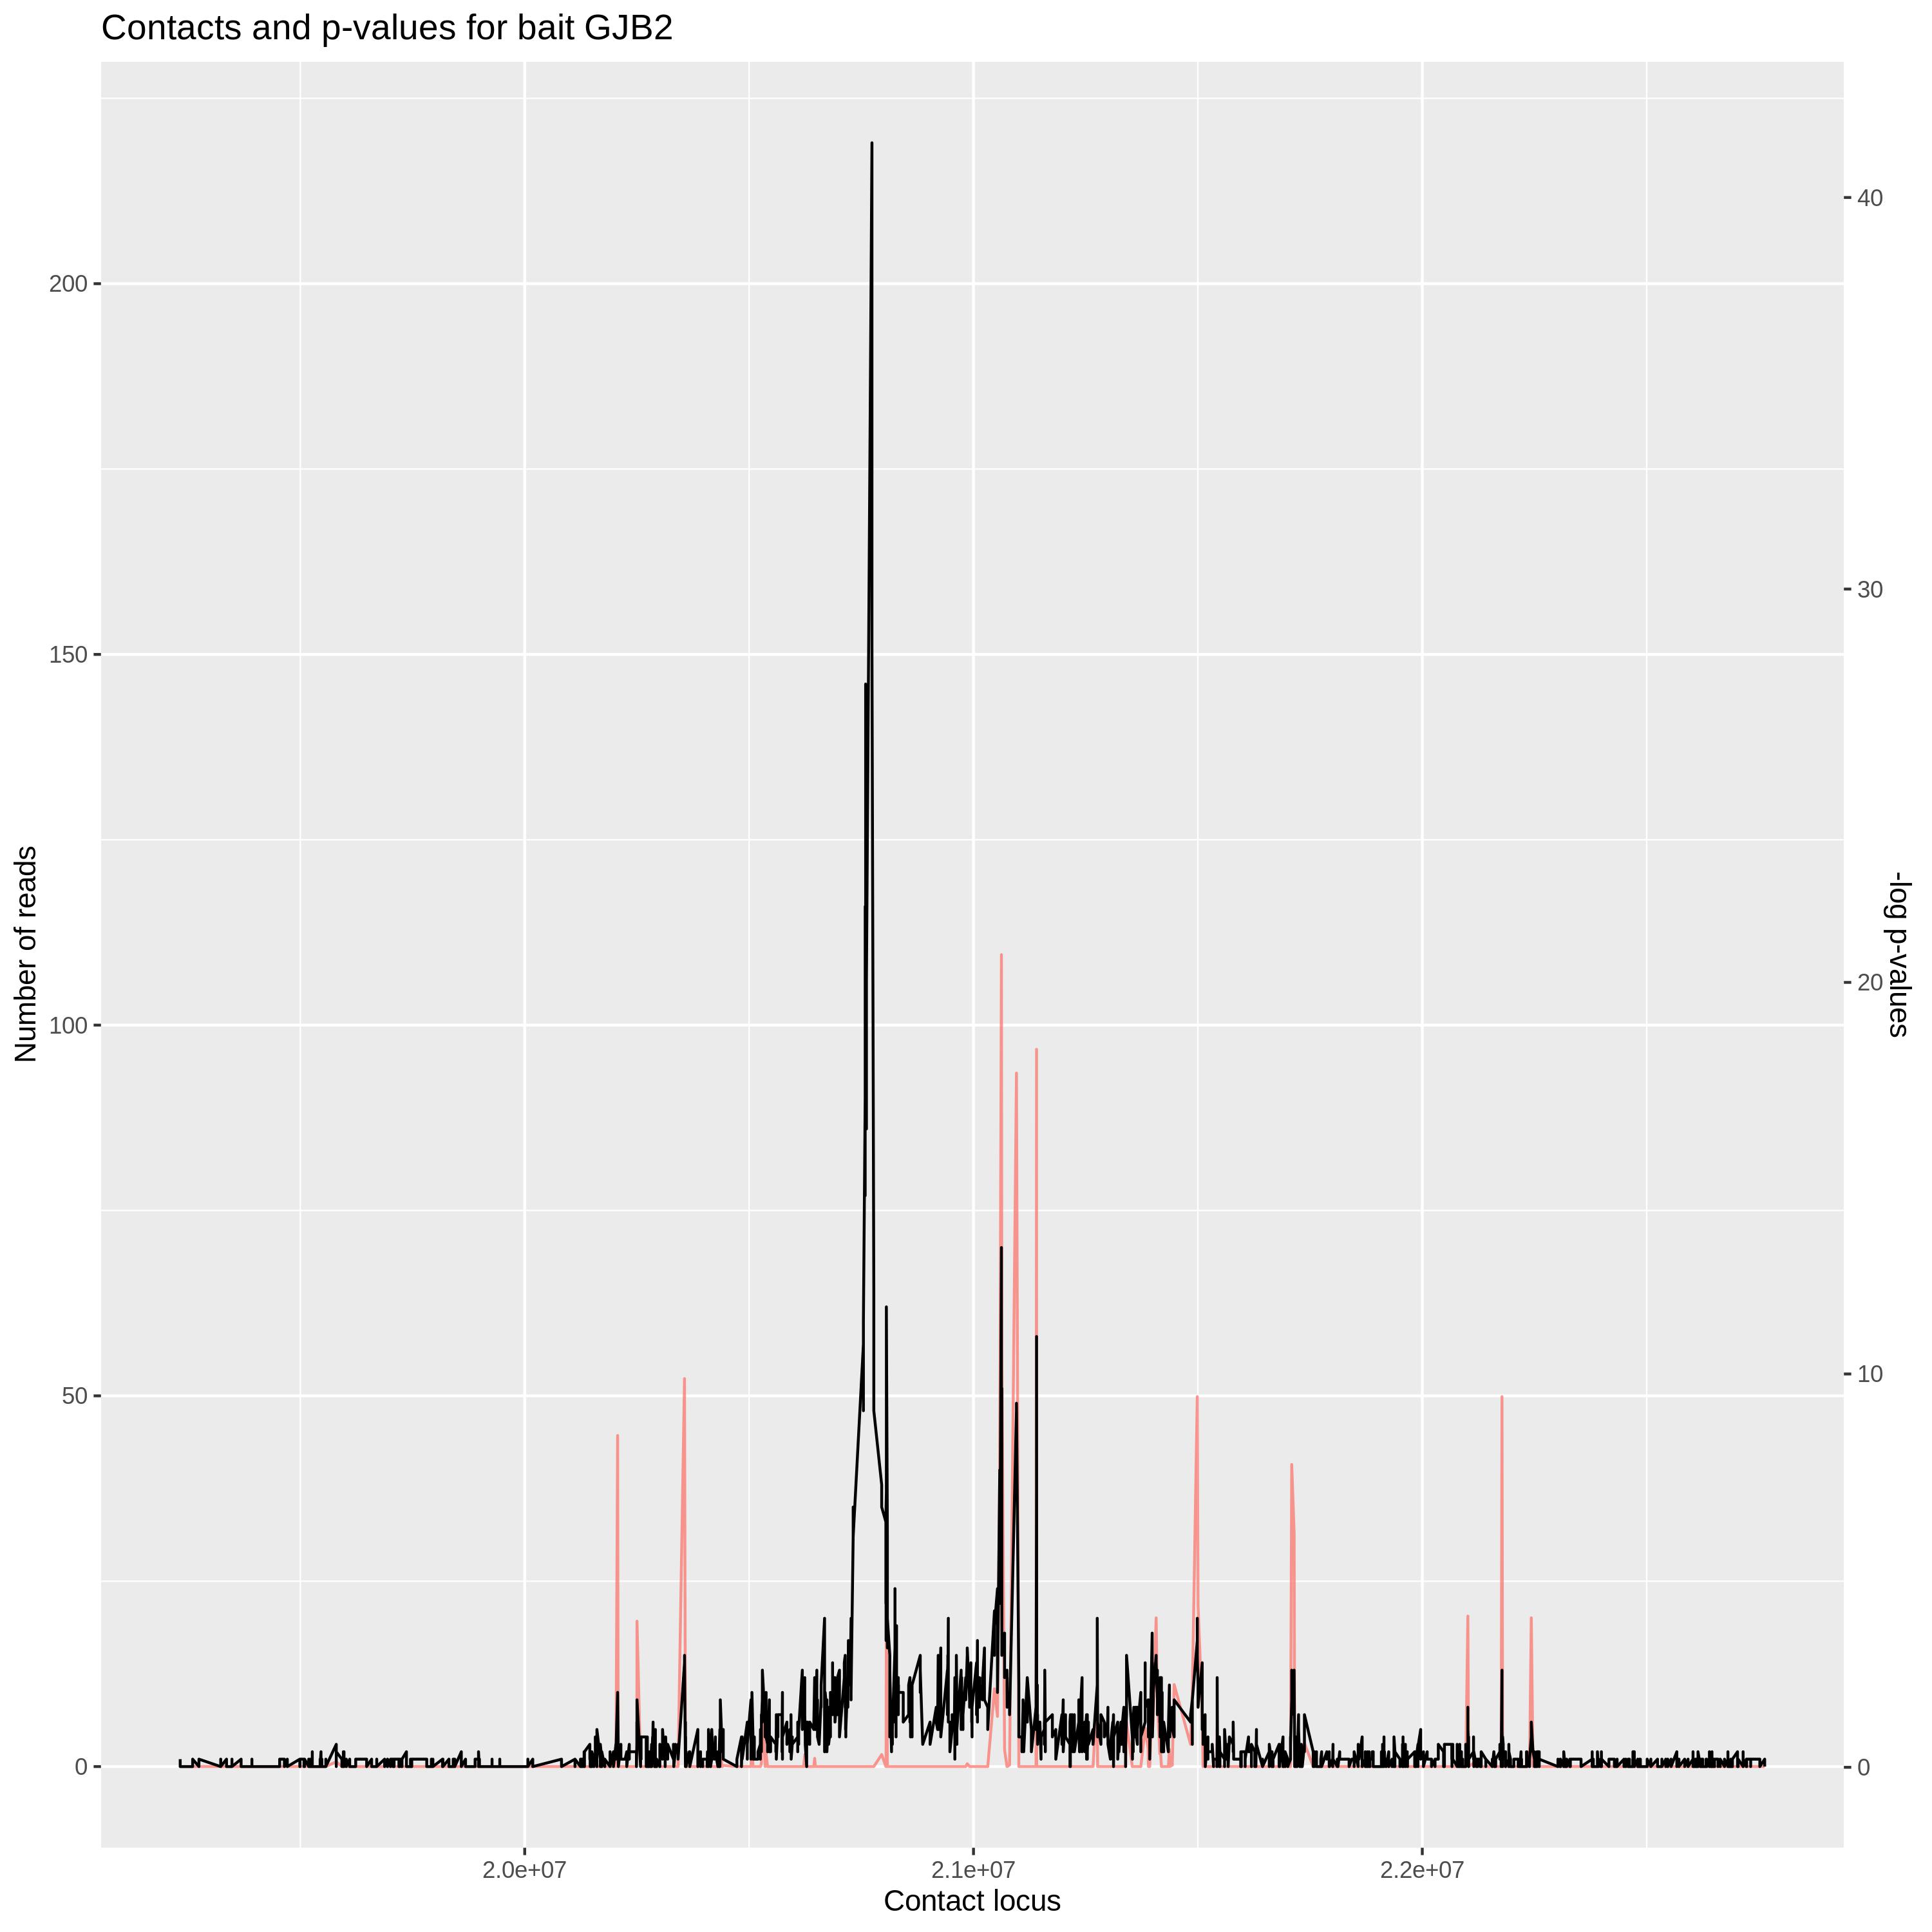 Contacts and p-values for bait GJB2
Number of reads
200
150
100
50
0
40
30
20
10
0
-log p-values
2.0e+07
2.1e+07
2.2e+07
Contact locus